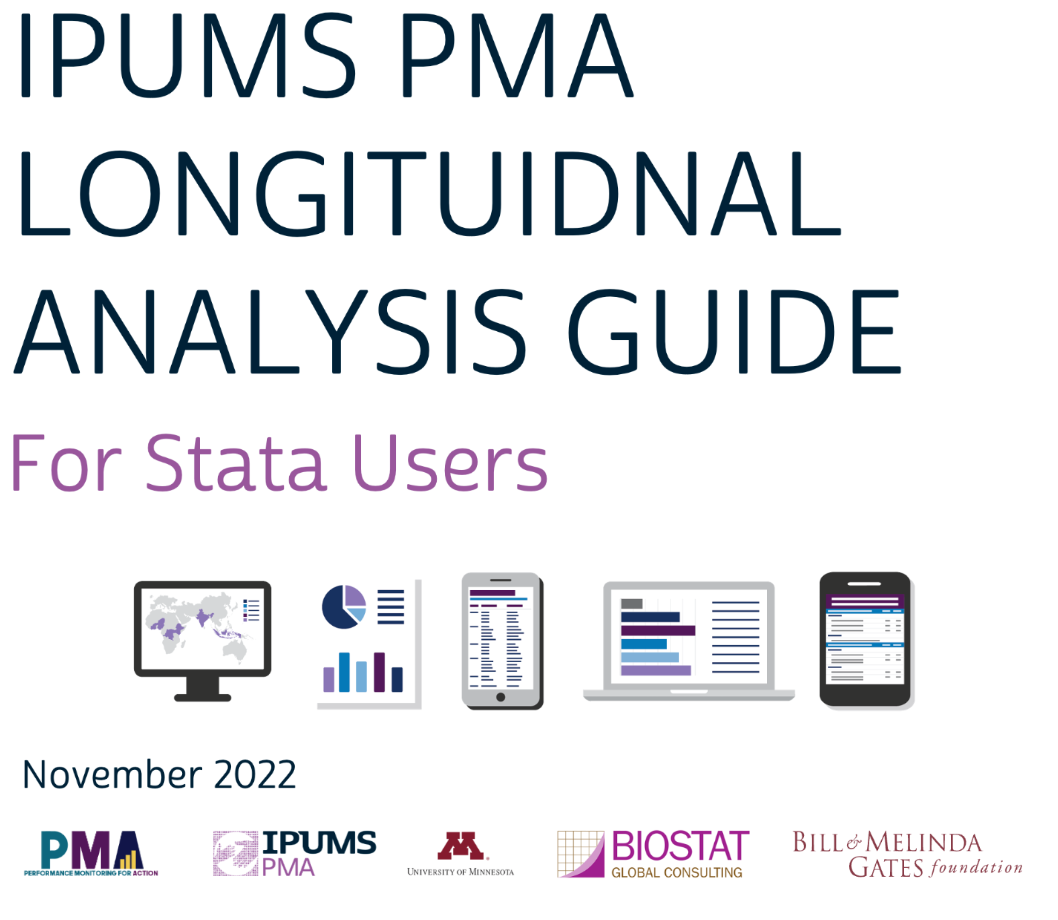 IPUMS PMA
LONGITUIDNAL
ANALYSIS GUIDE
For Stata Users
November 2022
PMA
PERFORMANCE MONITORING FOR ACTION
IPUMS
PMA
M
UNIVERSITY OF MINNESOTA
BIOSTAT
GLOBAL CONSULTING
BILL & MELINDA
GATES foundation